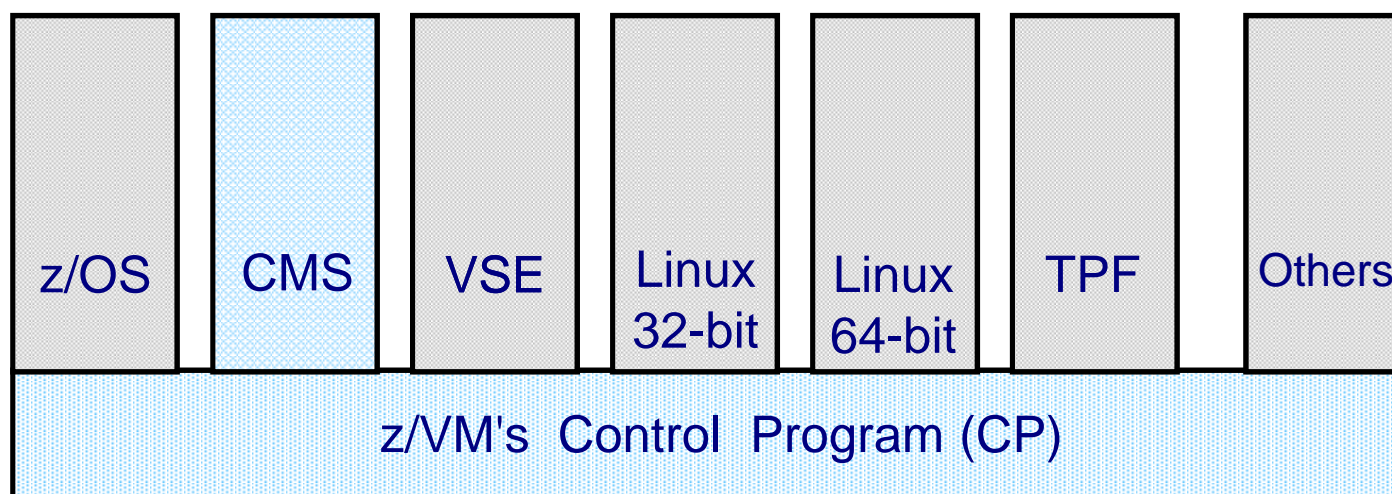 z/OS
CMS
VSE
Linux
32-bit
Linux
64-bit
TPF
Others
z/VM's Control Program (CP)